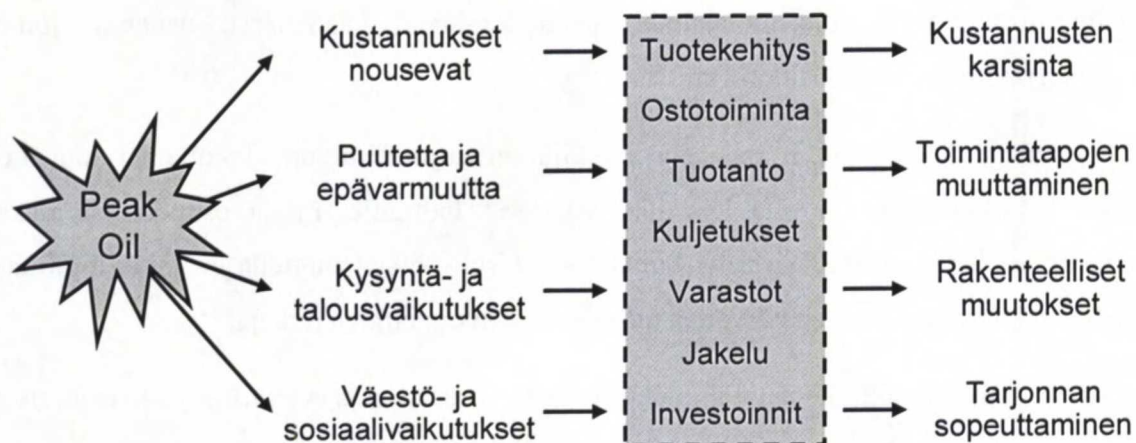 Peak
Oil
Kustannukset
nousevat
Puutetta ja
epävarmuutta
Kysyntä- ja
talousvaikutukset
Väestö- ja
sosiaalivaikutukset
Tuotekehitys
Ostotoiminta
Tuotanto
Kuljetukset
Varastot
Jakelu
Investoinnit
Kustannusten
karsinta
Toimintatapojen
muuttaminen
Rakenteelliset
muutokset
Tarjonnan
sopeuttaminen